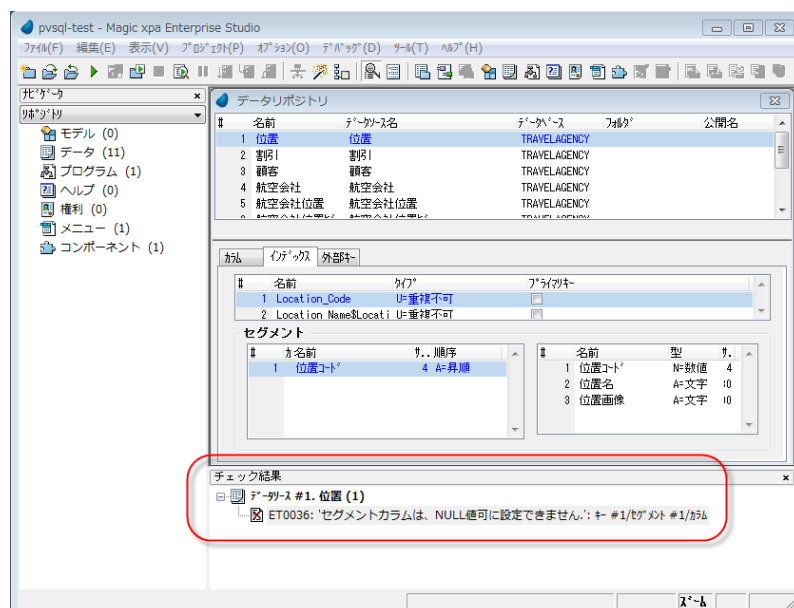 pvsql-test - Magic xpa Enterprise Studio
ﾌｧｲﾙ(F) 編集(E) 表示(V) ﾌﾟﾛｼﾞｪｸﾄ(P) ｵﾌﾟｼｮﾝ(O) ﾃﾞﾊﾞｯｸﾞ(D) ﾂｰﾙ(T) ﾍﾙﾌﾟ(H)
ﾅﾋﾞｹﾞｰﾀ
ﾘﾎﾟｼﾞﾄﾘ
モデル (0)
データ (11)
プログラム (1)
ヘルプ (0)
権利 (0)
メニュー (1)
コンポーネント (1)
データリポジトリ
# 名前 ﾃﾞｰﾀｿｰｽ名 ﾃﾞｰﾀﾍﾞｰｽ ﾌｫﾙﾀﾞ 公開名
1 位置 位置 TRAVELAGENCY
2 割引 割引 TRAVELAGENCY
3 顧客 顧客 TRAVELAGENCY
4 航空会社 航空会社 TRAVELAGENCY
5 航空会社位置 航空会社位置 TRAVELAGENCY
ｶﾗﾑ ｲﾝﾃﾞｯｸｽ 外部ｷｰ
# 名前 ﾀｲﾌﾟ ﾌﾟﾗｲﾏﾘｷｰ
1 Location_Code U=重複不可
2 Location Name$Locati U=重複不可
セグメント
# ｶ 名前 ｻ.. 順序
1 位置ｺｰﾄﾞ 4 A=昇順
# 名前 型 ｻ.
1 位置ｺｰﾄﾞ N=数値 4
2 位置名 A=文字 :0
3 位置画像 A=文字 :0
チェック結果
ﾃﾞｰﾀｿｰｽ #1. 位置 (1)
ET0036: 'セグメントカラムは、NULL値可に設定できません.': ｷｰ #1/ｾｸﾞﾒﾝﾄ #1/ｶﾗﾑ
ｽﾞｰﾑ